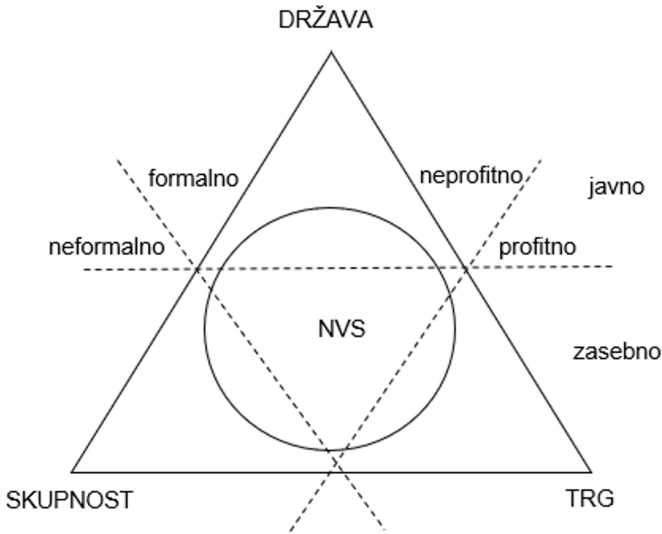 DRŽAVA
formalno
neprofitno
javno
neformalno
profitno
NVS
zasebno
SKUPNOST
TRG